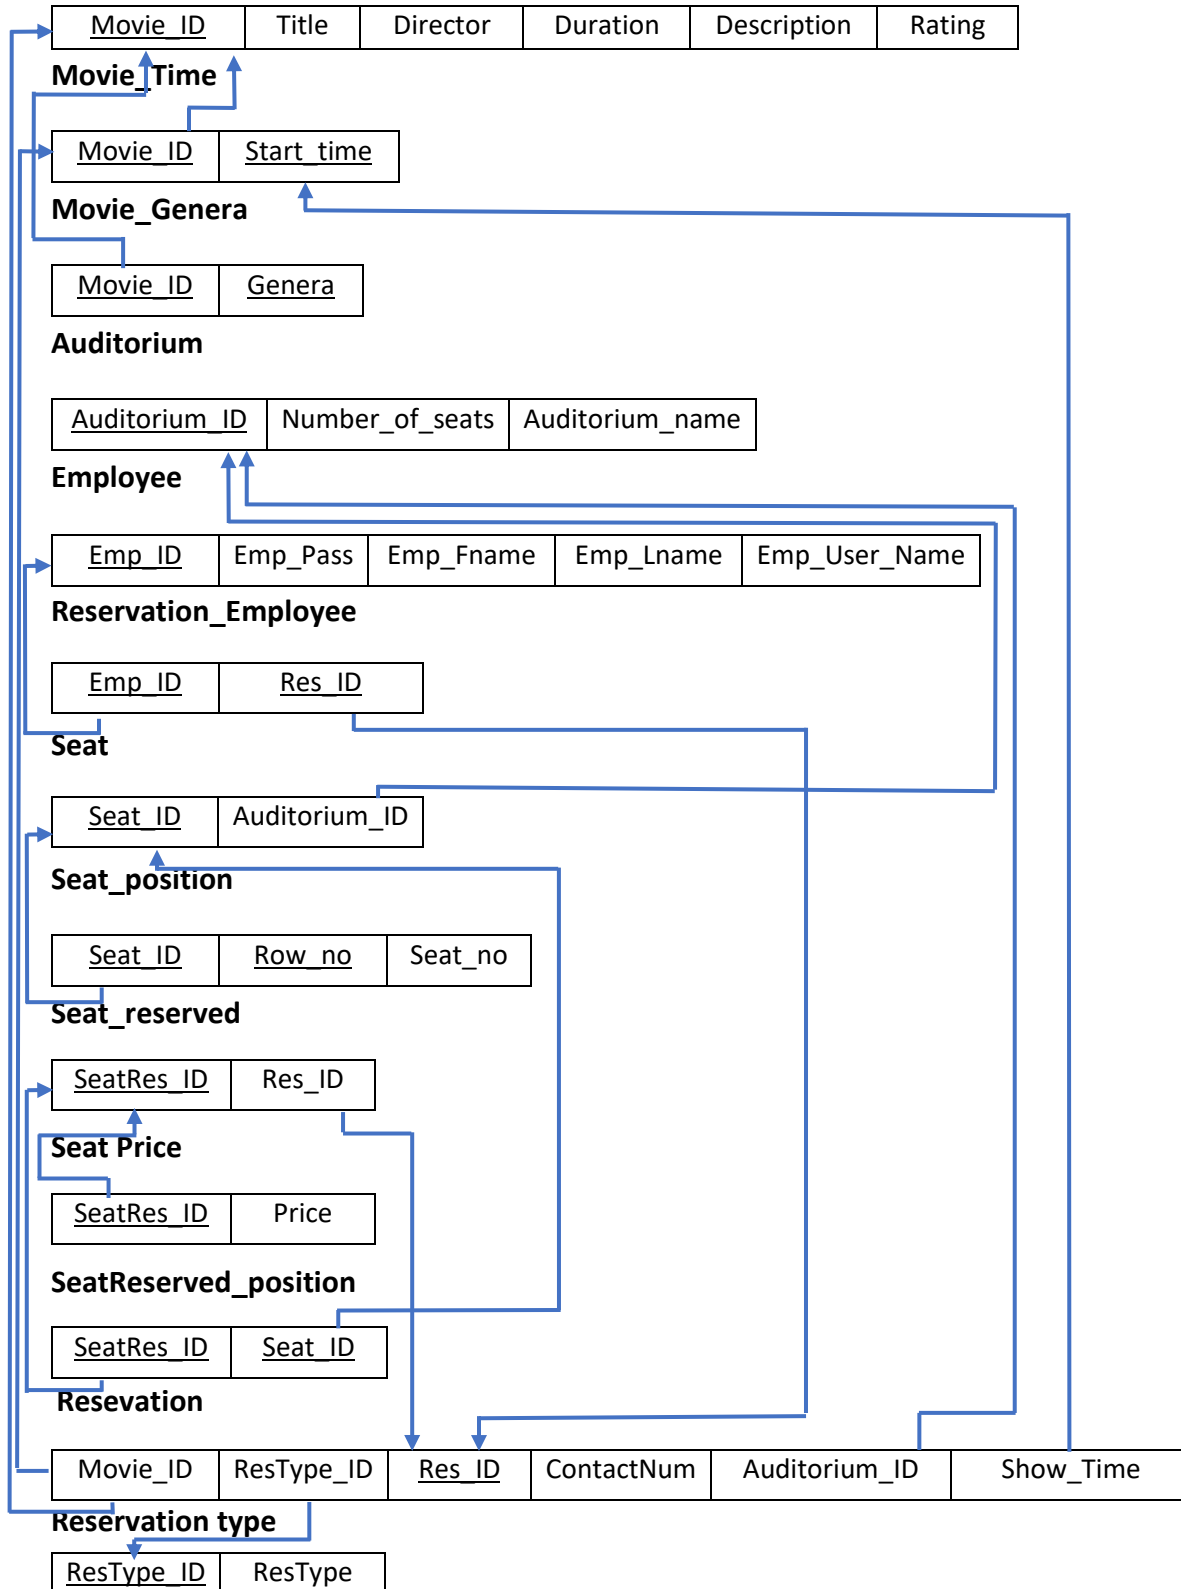 Movie_ID Title Director Duration Description Rating
Movie_Time
Movie_ID Start_time
Movie_Genera
Movie_ID Genera
Auditorium
Auditorium_ID Number_of_seats Auditorium_name
Employee
Emp_ID Emp_Pass Emp_Fname Emp_Lname Emp_User_Name
Reservation_Employee
Emp_ID Res_ID
Seat
Seat_ID Auditorium_ID
Seat_position
Seat_ID Row_no Seat_no
Seat_reserved
SeatRes_ID Res_ID
Seat Price
SeatRes_ID Price
SeatReserved_position
SeatRes_ID Seat_ID
Resevation
Movie_ID ResType_ID Res_ID ContactNum Auditorium_ID Show_Time
Reservation type
ResType_ID ResType